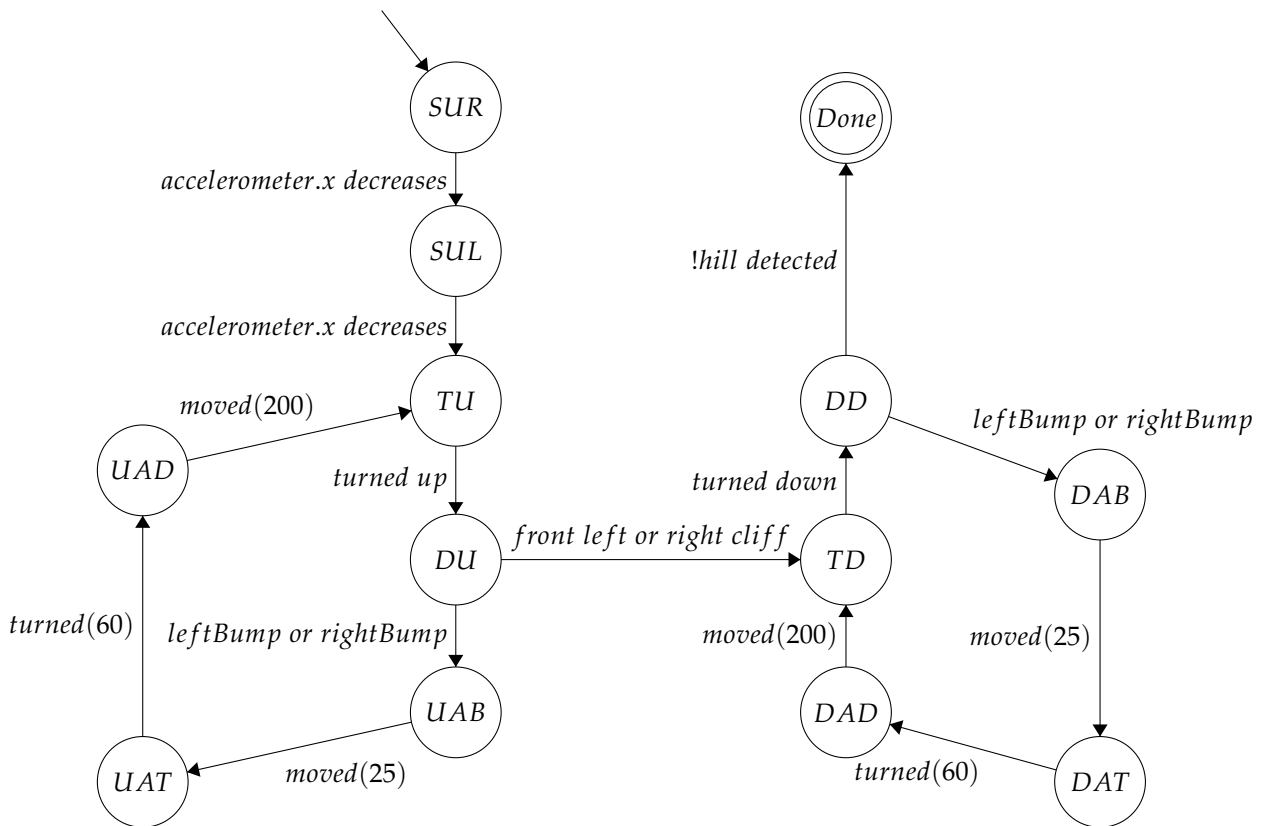 SUR
Done
accelerometer.x decreases
SUL
!hill detected
accelerometer.x decreases
TU
DD
moved(200)
leftBump or rightBump
UAD
turned up
turned down
DAB
front left or right cliff
DU
TD
turned(60)
leftBump or rightBump
moved(200)
moved(25)
UAB
DAD
moved(25)
turned(60)
UAT
DAT